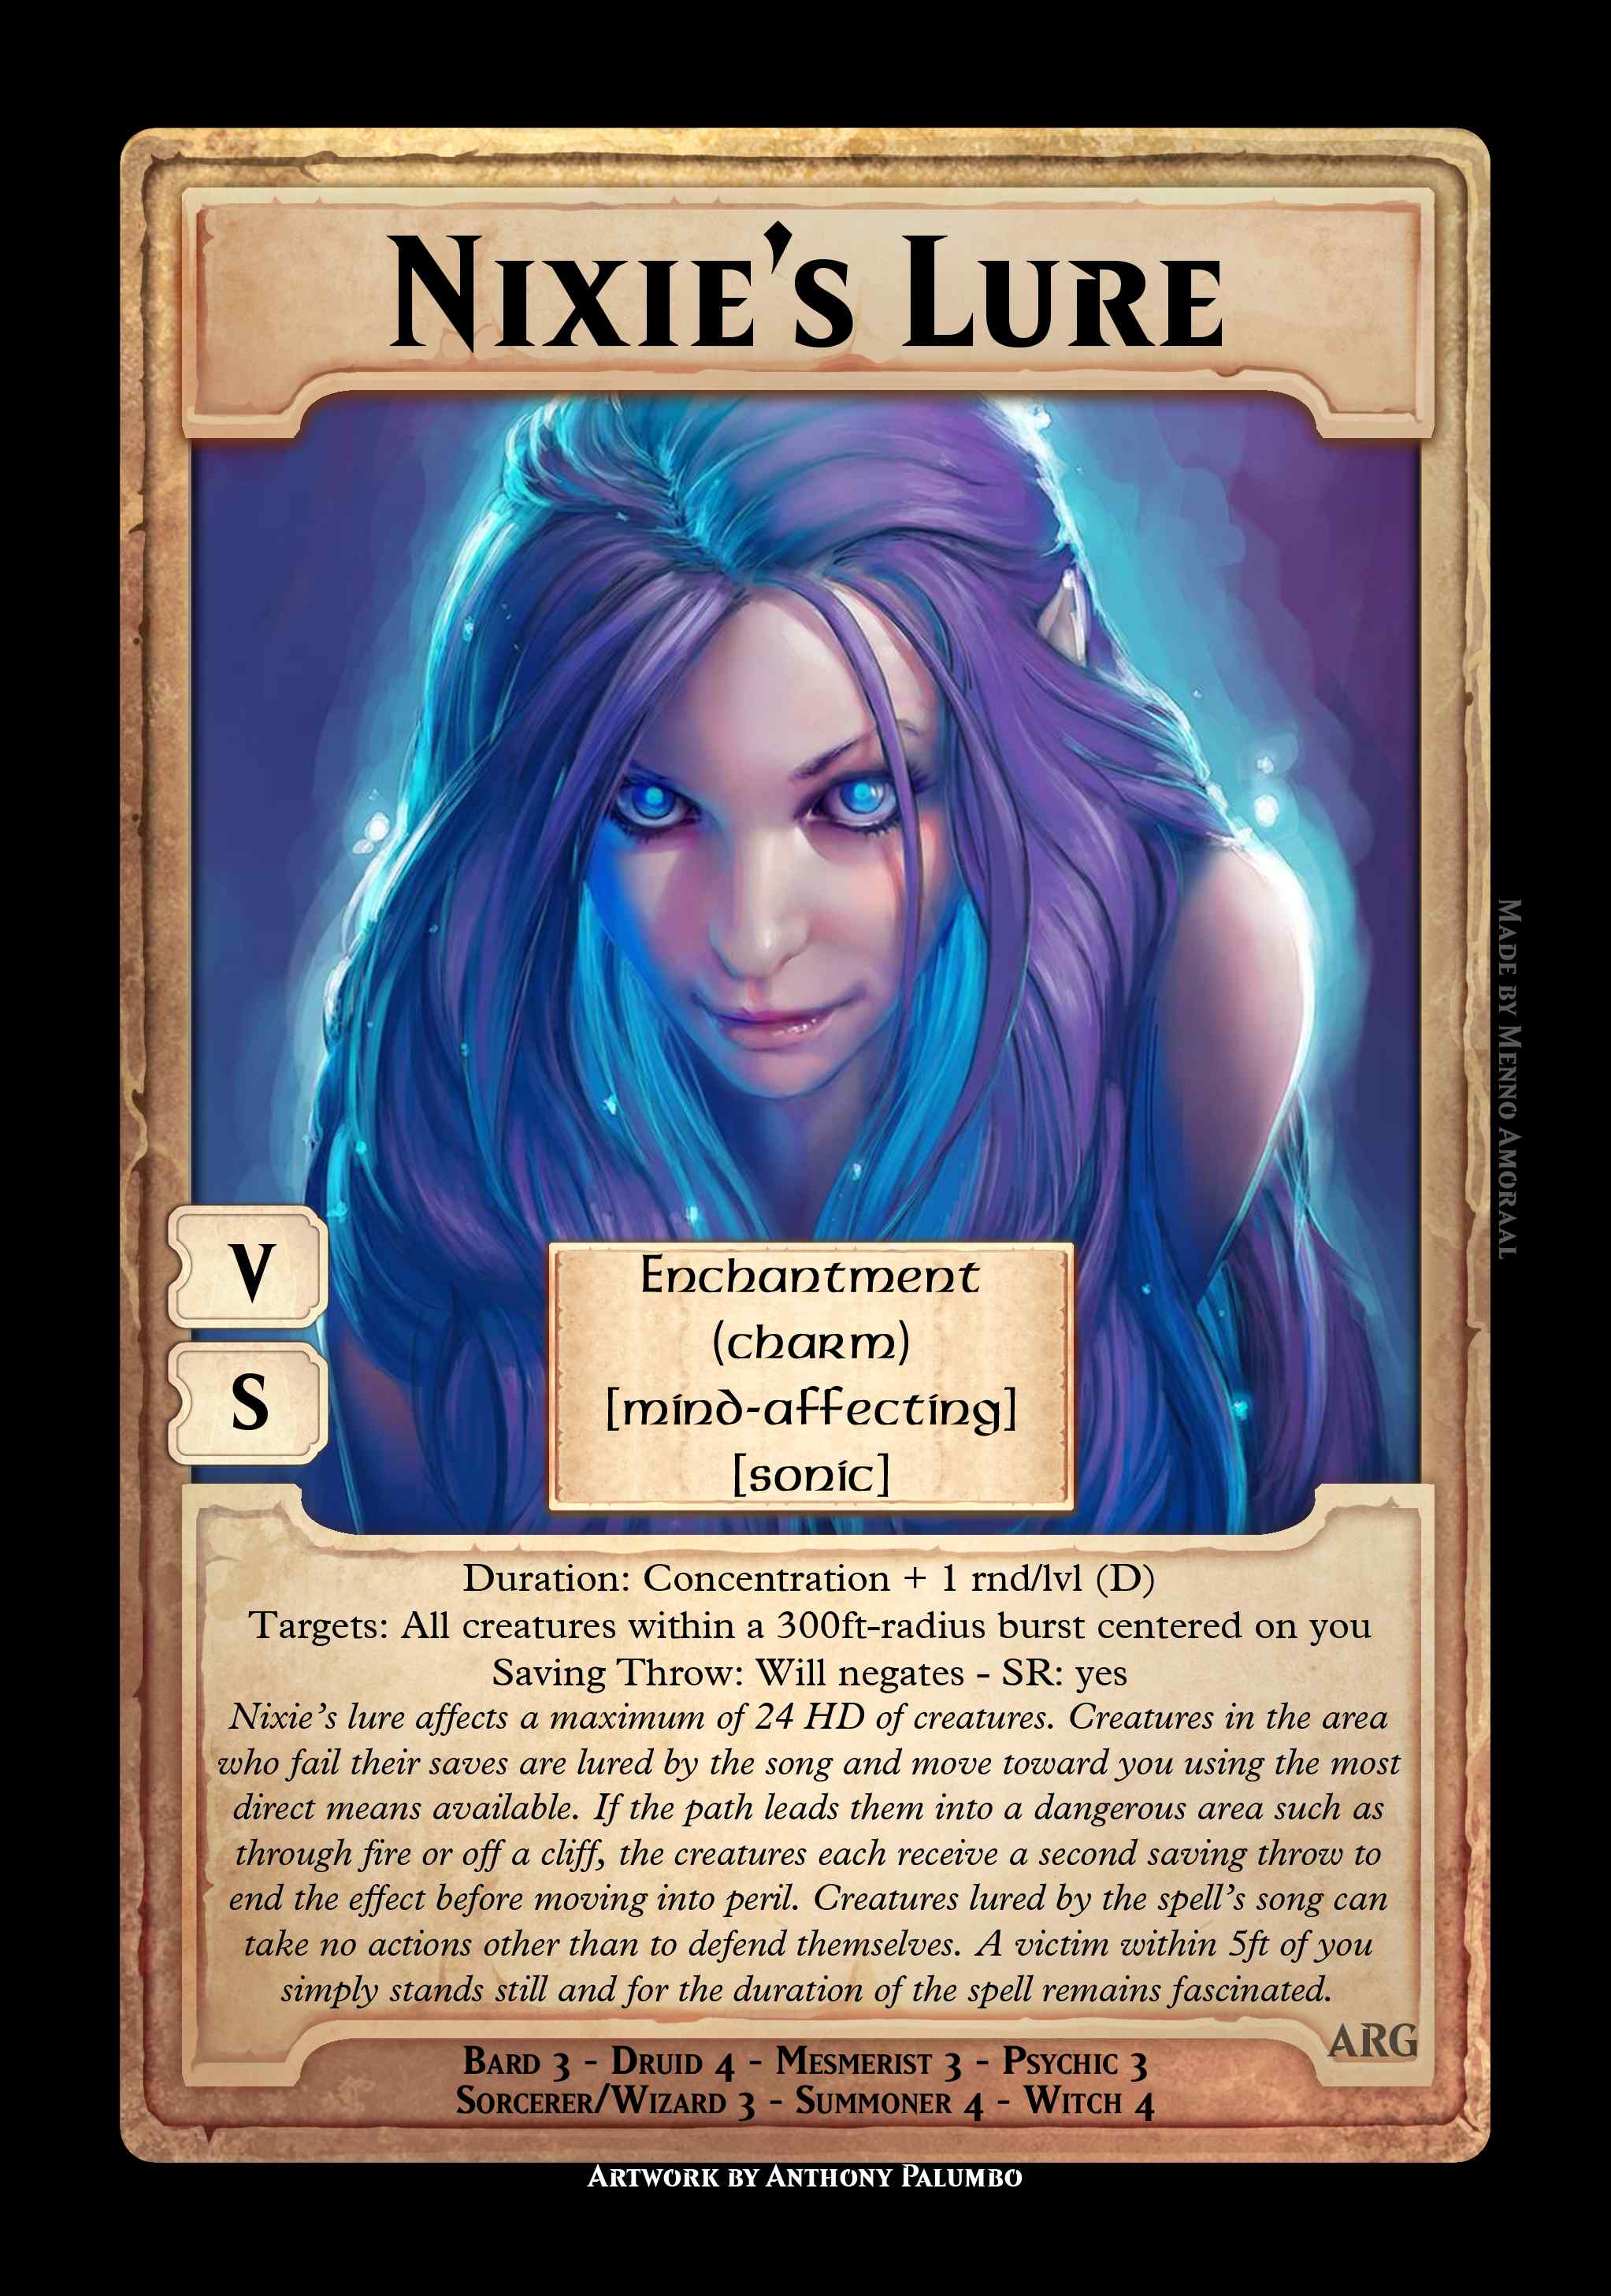 Nixie's Lure
V
S
Enchantment
(charm)
[mind-affecting]
[sonic]
Duration: Concentration + 1 rnd/lvl (D)
Targets: All creatures within a 300ft-radius burst centered on you
Saving Throw: Will negates - SR: yes
Nixie's lure affects a maximum of 24 HD of creatures. Creatures in the area
who fail their saves are lured by the song and move toward you using the most
direct means available. If the path leads them into a dangerous area such as
through fire or off a cliff, the creatures each receive a second saving throw to
end the effect before moving into peril. Creatures lured by the spell's song can
take no actions other than to defend themselves. A victim within 5ft of you
simply stands still and for the duration of the spell remains fascinated.
ARG
Bard 3 - Druid 4 - Mesmerist 3 - Psychic 3
Sorcerer/Wizard 3 - Summoner 4 - Witch 4
Artwork by Anthony Palumbo
Made by Menno Amoraal